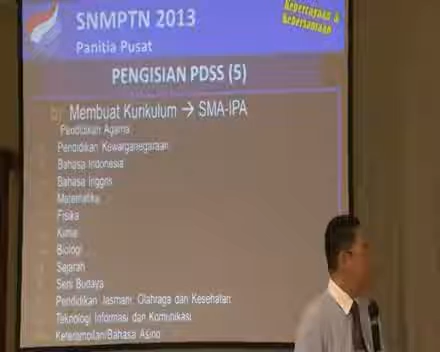 SNMPTN 2013
Kepercayaan &
Kebersamaan
Panitia Pusat
PENGISIAN PDSS (5)
Membuat Kurikulum → SMA-IPA
Pendidikan Agama
Pendidikan Kewarganegaraan
Bahasa Indonesia
Bahasa Inggris
Matematika
Fisika
Kimia
Biologi
Sejarah
Seni Budaya
Pendidikan Jasmani, Olahraga dan Kesehatan
Teknologi Informasi dan Komunikasi
Keterampilan/Bahasa Asing